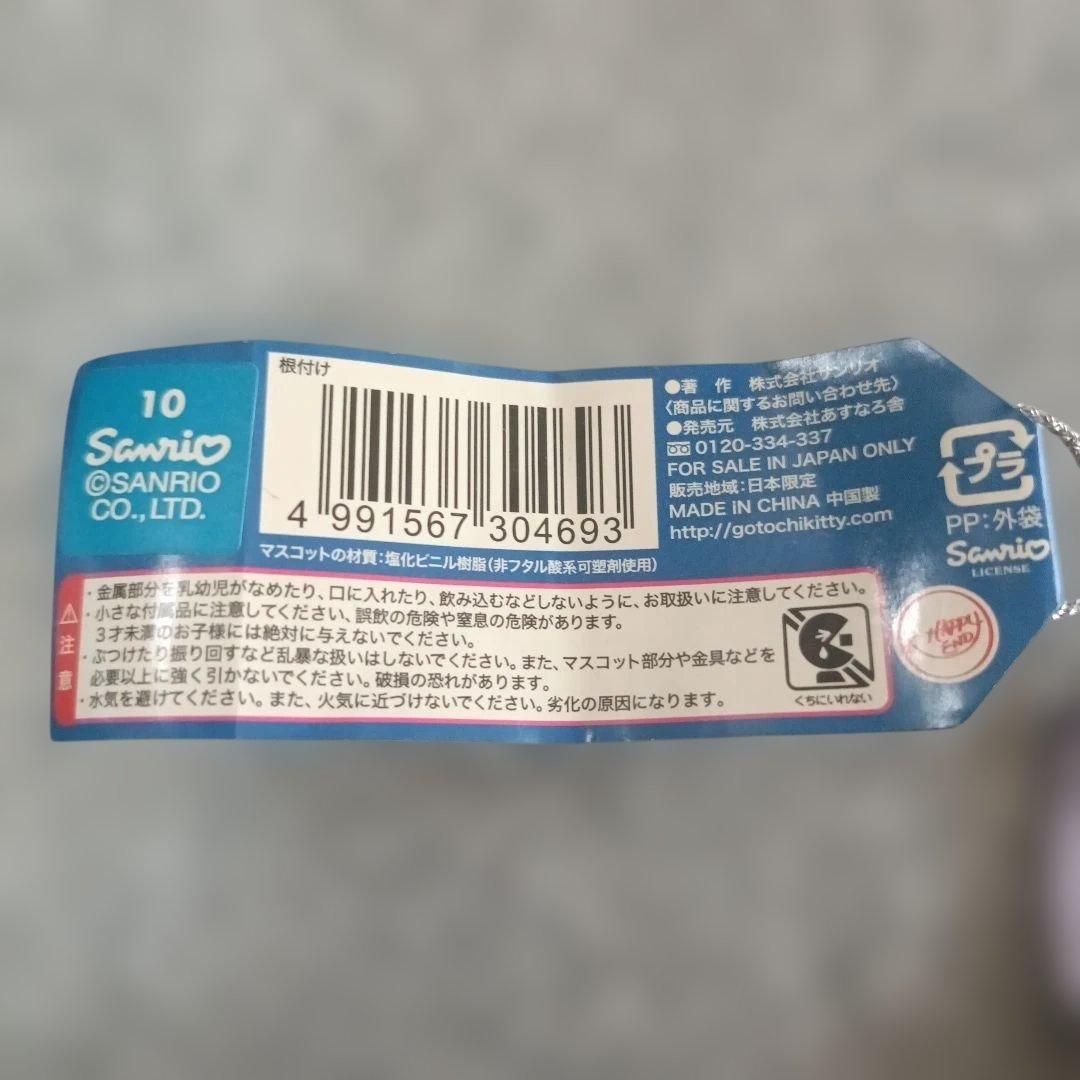 10
Sanrio
©SANRIO
CO., LTD.
根付け
4 991567 304693
マスコットの材質:塩化ビニル樹脂(非フタル酸系可塑剤使用)
●著 作 株式会社サンリオ
〈商品に関するお問い合わせ先〉
●発売元 株式会社あすなろ舎
0120-334-337
FOR SALE IN JAPAN ONLY
販売地域:日本限定
MADE IN CHINA 中国製
http://gotochikitty.com
プラ
PP:外袋
Sanrio
LICENSE
HAPPY
END
注意
・金属部分を乳幼児がなめたり、口に入れたり、飲み込むなどしないように、お取扱いに注意してください。
・小さな付属品に注意してください、誤飲の危険や窒息の危険があります。
3才未満のお子様には絶対に与えないでください。
・ぶつけたり振り回すなど乱暴な扱いはしないでください。また、マスコット部分や金具などを
必要以上に強く引かないでください。破損の恐れがあります。
・水気を避けてください。また、火気に近づけないでください。劣化の原因になります。
くちにいれない